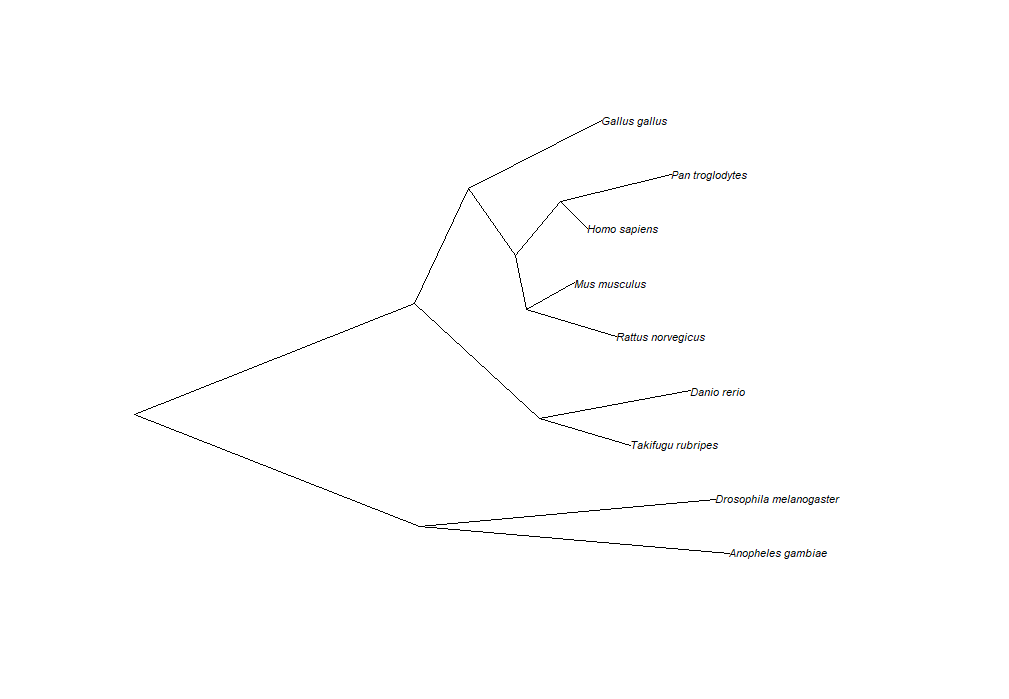 Gallus gallus
Pan troglodytes
Homo sapiens
Mus musculus
Rattus norvegicus
Danio rerio
Takifugu rubripes
Drosophila melanogaster
Anopheles gambiae